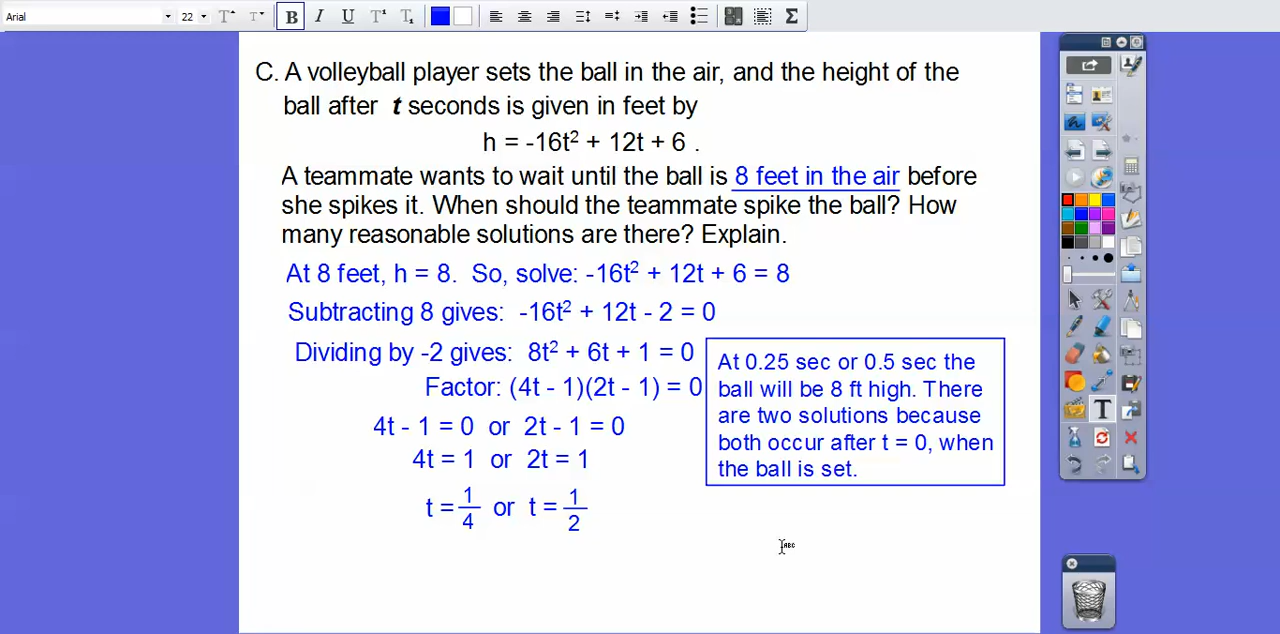 Arial 22 T T B I U T¹ T₁ Σ
C. A volleyball player sets the ball in the air, and the height of the
ball after t seconds is given in feet by
h = -16t² + 12t + 6 .
A teammate wants to wait until the ball is 8 feet in the air before
she spikes it. When should the teammate spike the ball? How
many reasonable solutions are there? Explain.
At 8 feet, h = 8. So, solve: -16t² + 12t + 6 = 8
Subtracting 8 gives: -16t² + 12t - 2 = 0
Dividing by -2 gives: 8t² + 6t + 1 = 0
Factor: (4t - 1)(2t - 1) = 0
4t - 1 = 0 or 2t - 1 = 0
4t = 1 or 2t = 1
t = 1/4 or t = 1/2
At 0.25 sec or 0.5 sec the
ball will be 8 ft high. There
are two solutions because
both occur after t = 0, when
the ball is set.
T
ABC